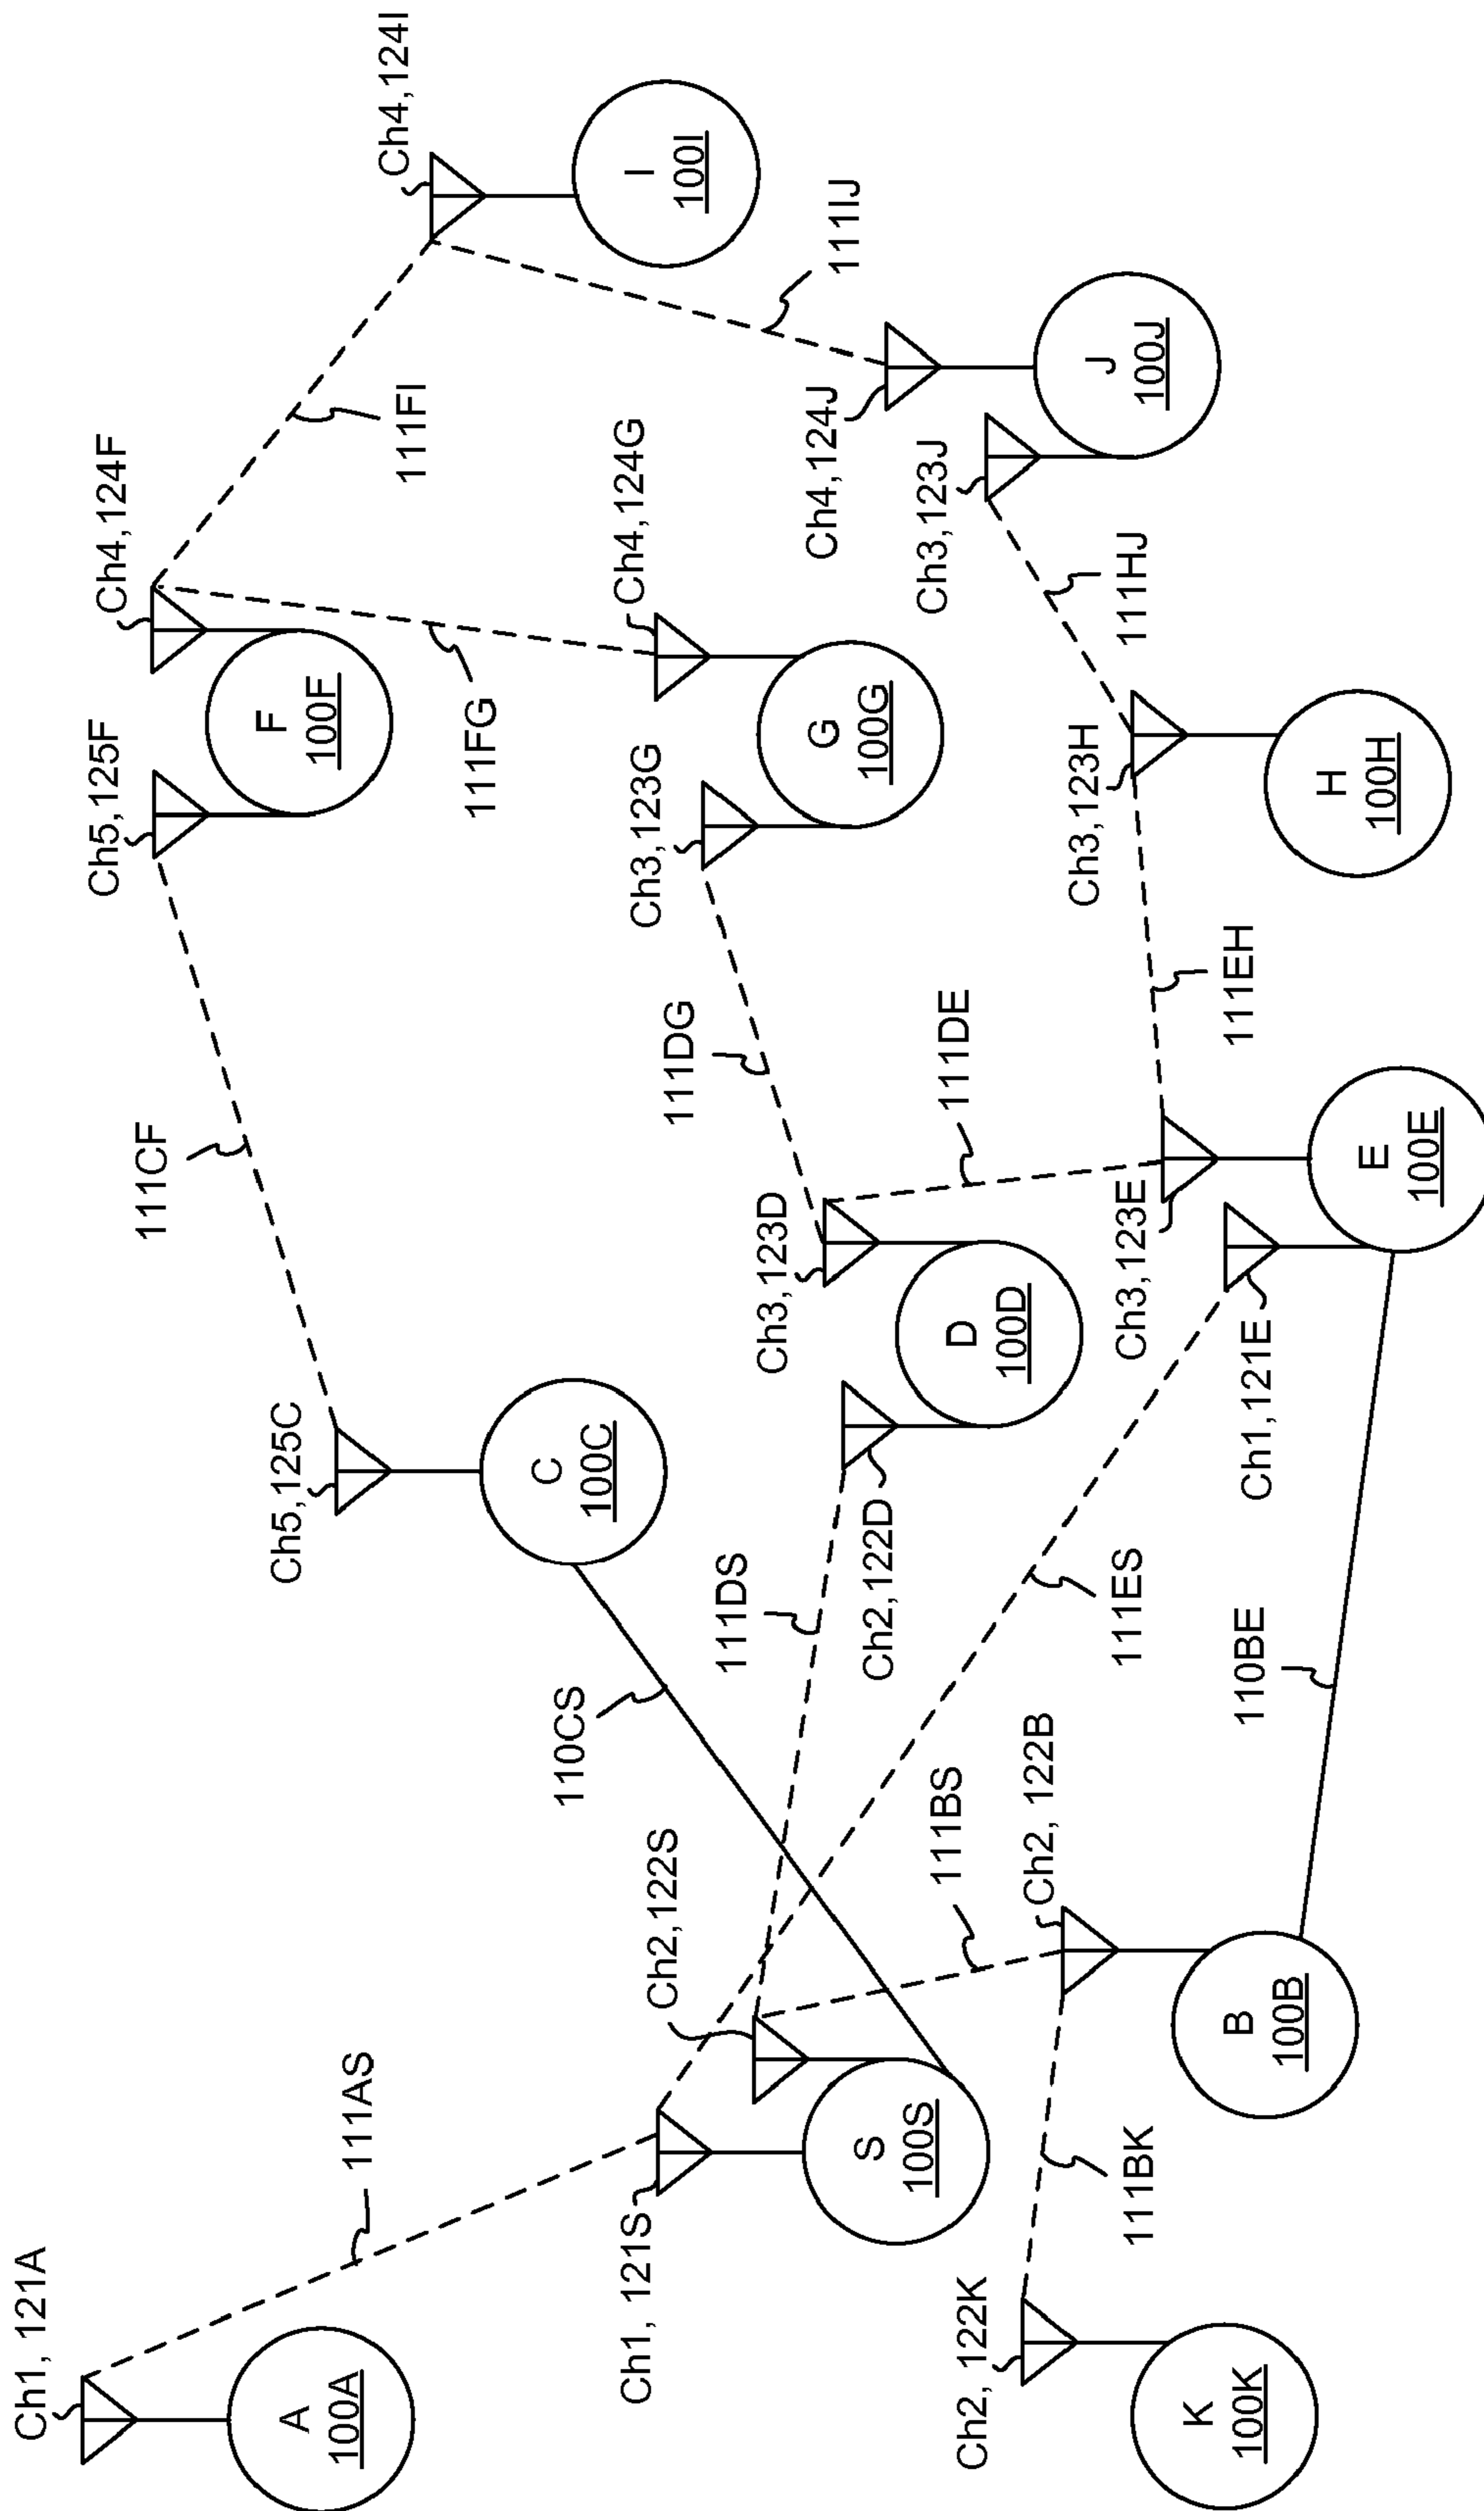 Ch1, 121A
A
100A
111AS
Ch1, 121S
Ch2,122S
S
100S
Ch2, 122K
K
100K
111BK
Ch2, 122B
B
100B
111BS
110CS
110BE
Ch5,125C
C
100C
111DS
111ES
Ch2,122D
Ch3,123D
D
100D
Ch1,121E
Ch3,123E
E
100E
111CF
111DG
111DE
111EH
Ch5,125F
Ch4,124F
F
100F
111FG
Ch3,123G
Ch4,124G
G
100G
Ch3,123H
H
100H
111FI
111HJ
Ch3,123J
Ch4,124J
J
100J
111IJ
Ch4,124I
I
100I